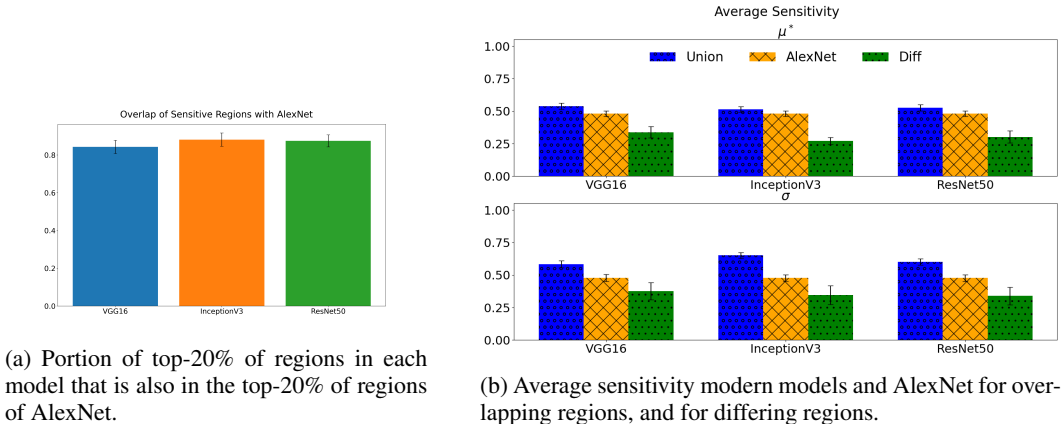 Overlap of Sensitive Regions with AlexNet
0.8
0.6
0.4
0.2
0.0
VGG16 InceptionV3 ResNet50
(a) Portion of top-20% of regions in each
model that is also in the top-20% of regions
of AlexNet.
Average Sensitivity
μ*
Union AlexNet Diff
1.00
0.75
0.50
0.25
0.00
VGG16 InceptionV3 ResNet50
σ
1.00
0.75
0.50
0.25
0.00
VGG16 InceptionV3 ResNet50
(b) Average sensitivity modern models and AlexNet for over-
lapping regions, and for differing regions.